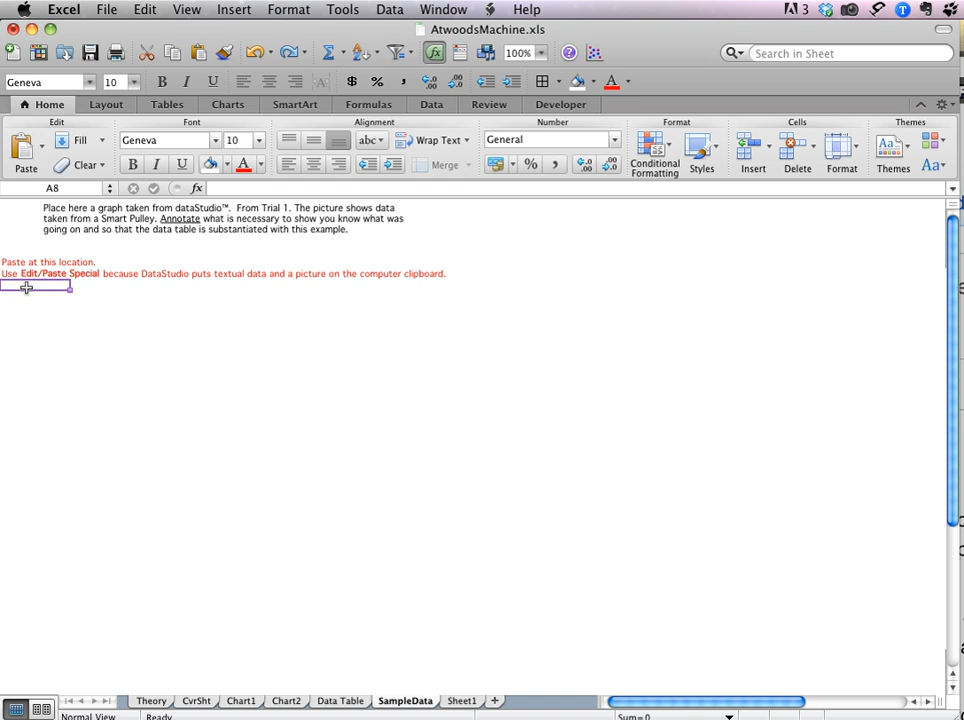 Excel File Edit View Insert Format Tools Data Window Help 3
AtwoodsMachine.xls
100% Search in Sheet
Geneva 10 B I U $ % ,
Home Layout Tables Charts SmartArt Formulas Data Review Developer
Edit Font Alignment Number Format Cells Themes
Fill Geneva 10 abc Wrap Text General
Paste Clear B I U A Merge % Conditional Formatting Styles Insert Delete Format Themes Aa
A8 fx
Place here a graph taken from dataStudio™. From Trial 1. The picture shows data
taken from a Smart Pulley. Annotate what is necessary to show you know what was
going on and so that the data table is substantiated with this example.
Paste at this location.
Use Edit/Paste Special because DataStudio puts textual data and a picture on the computer clipboard.
Theory CvrSht Chart1 Chart2 Data Table SampleData Sheet1
Normal View Ready Sum=0